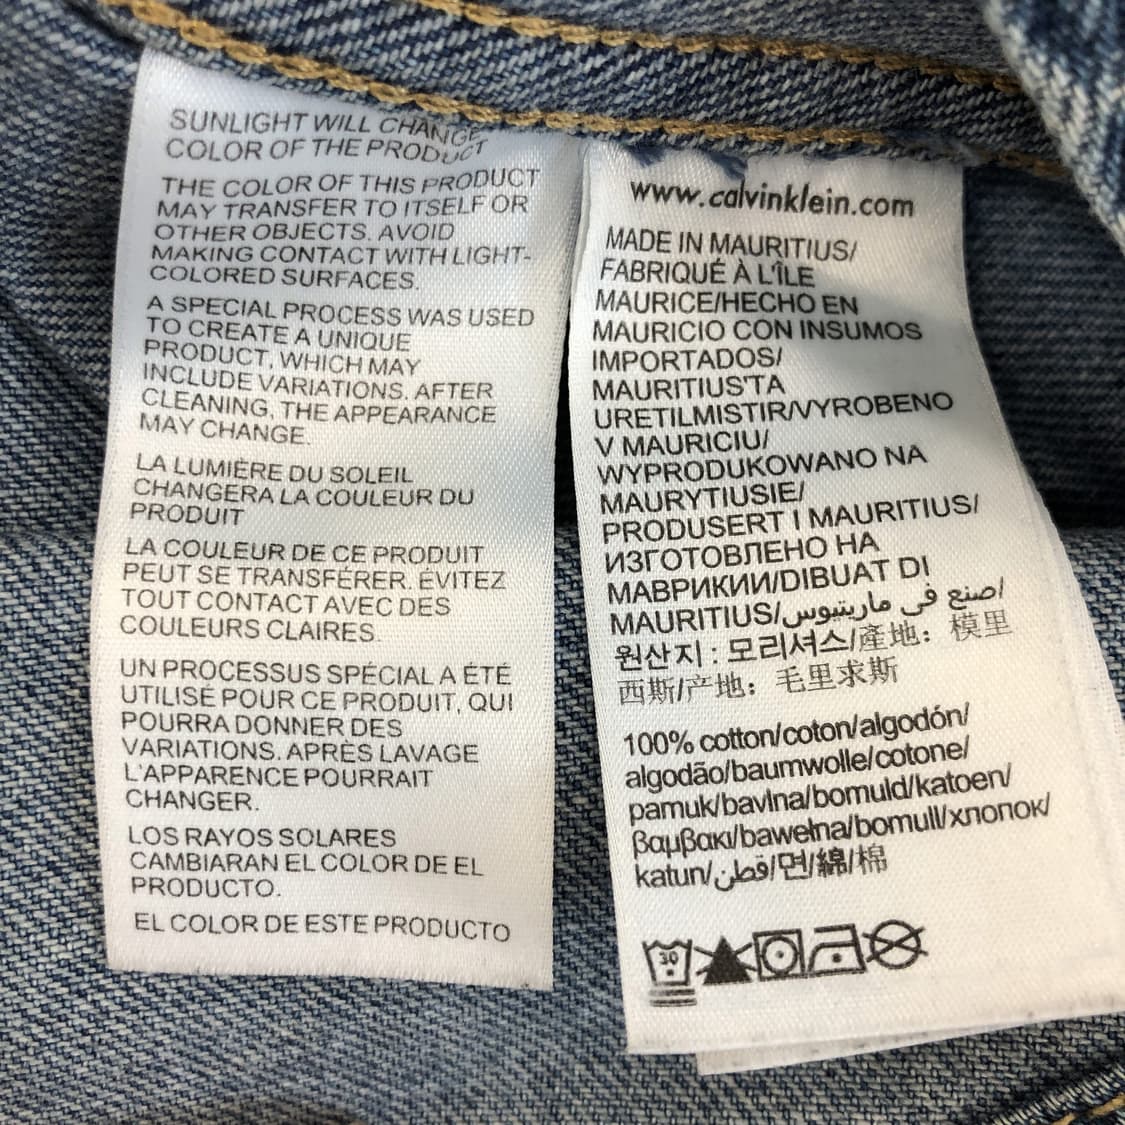 SUNLIGHT WILL CHANGE
COLOR OF THE PRODUCT
THE COLOR OF THIS PRODUCT
MAY TRANSFER TO ITSELF OR
OTHER OBJECTS. AVOID
MAKING CONTACT WITH LIGHT-
COLORED SURFACES.
A SPECIAL PROCESS WAS USED
TO CREATE A UNIQUE
PRODUCT, WHICH MAY
INCLUDE VARIATIONS. AFTER
CLEANING, THE APPEARANCE
MAY CHANGE.
LA LUMIÈRE DU SOLEIL
CHANGERA LA COULEUR DU
PRODUIT
LA COULEUR DE CE PRODUIT
PEUT SE TRANSFÉRER. ÉVITEZ
TOUT CONTACT AVEC DES
COULEURS CLAIRES.
UN PROCESSUS SPÉCIAL A ÉTÉ
UTILISÉ POUR CE PRODUIT, QUI
POURRA DONNER DES
VARIATIONS. APRÈS LAVAGE
L'APPARENCE POURRAIT
CHANGER.
LOS RAYOS SOLARES
CAMBIARAN EL COLOR DE EL
PRODUCTO.
EL COLOR DE ESTE PRODUCTO
www.calvinklein.com
MADE IN MAURITIUS/
FABRIQUÉ À L'ÎLE
MAURICE/HECHO EN
MAURICIO CON INSUMOS
IMPORTADOS/
MAURITIUS'TA
URETILMISTIR/VYROBENO
V MAURICIU/
WYPRODUKOWANO NA
MAURYTIUSIE/
PRODUSERT I MAURITIUS/
ИЗГОТОВЛЕНО НА
МАВРИКИИ/DIBUAT DI
MAURITIUS/صنع في ماريتيوس/
원산지 : 모리셔스/產地：模里
西斯/产地：毛里求斯
100% cotton/coton/algodón/
algodão/baumwolle/cotone/
pamuk/bavlna/bomuld/katoen/
βαμβακι/bawełna/bomull/хлопок/
katun/قطن/면/綿/棉
30